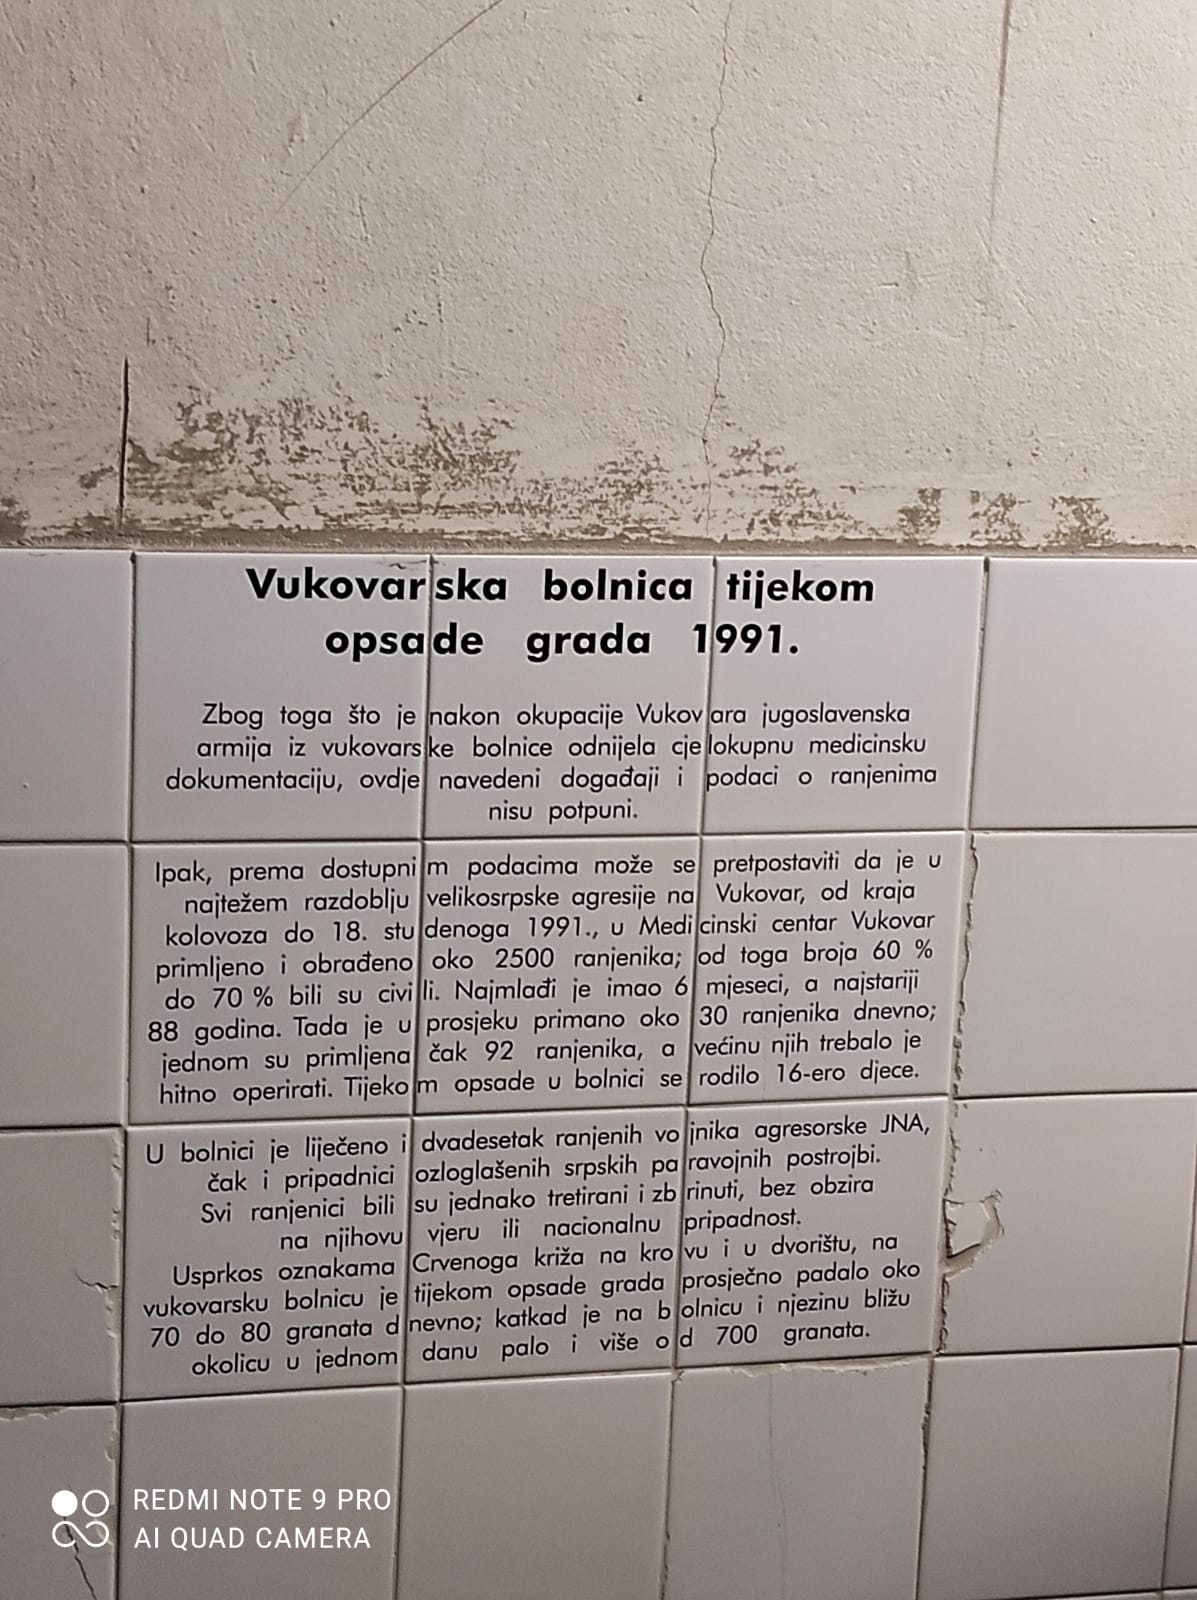 Vukovarska bolnica tijekom
opsade grada 1991.
Zbog toga što je nakon okupacije Vukovara jugoslavenska
armija iz vukovarske bolnice odnijela cjelokupnu medicinsku
dokumentaciju, ovdje navedeni događaji i podaci o ranjenima
nisu potpuni.
Ipak, prema dostupnim podacima može se pretpostaviti da je u
najtežem razdoblju velikosrpske agresije na Vukovar, od kraja
kolovoza do 18. studenoga 1991., u Medicinski centar Vukovar
primljeno i obrađeno oko 2500 ranjenika; od toga broja 60 %
do 70 % bili su civili. Najmlađi je imao 6 mjeseci, a najstariji
88 godina. Tada je u prosjeku primano oko 30 ranjenika dnevno;
jednom su primljena čak 92 ranjenika, a većinu njih trebalo je
hitno operirati. Tijekom opsade u bolnici se rodilo 16-ero djece.
U bolnici je liječeno i dvadesetak ranjenih vojnika agresorske JNA,
čak i pripadnici ozloglašenih srpskih paravojnih postrojbi.
Svi ranjenici bili su jednako tretirani i zbrinuti, bez obzira
na njihovu vjeru ili nacionalnu pripadnost.
Usprkos oznakama Crvenoga križa na krovu i u dvorištu, na
vukovarsku bolnicu je tijekom opsade grada prosječno padalo oko
70 do 80 granata dnevno; katkad je na bolnicu i njezinu bližu
okolicu u jednom danu palo i više od 700 granata.
REDMI NOTE 9 PRO
AI QUAD CAMERA